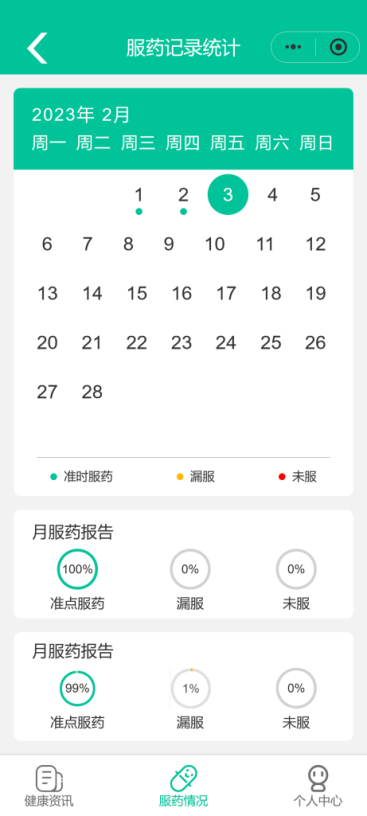 服药记录统计
2023年 2月
周一 周二 周三 周四 周五 周六 周日
1 2 3 4 5
6 7 8 9 10 11 12
13 14 15 16 17 18 19
20 21 22 23 24 25 26
27 28
准时服药 漏服 未服
月服药报告
100% 0% 0%
准点服药 漏服 未服
月服药报告
99% 1% 0%
准点服药 漏服 未服
健康资讯 服药情况 个人中心